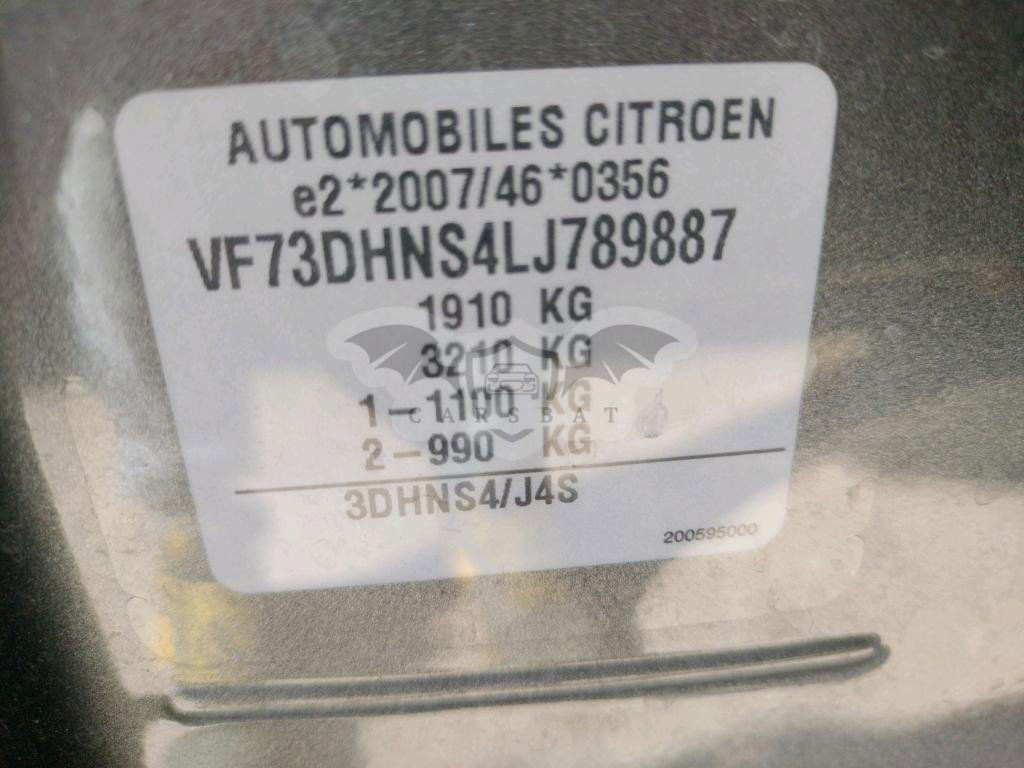 AUTOMOBILES CITROEN
e2*2007/46*0356
VF73DHNS4LJ789887
1910 KG
3210 KG
1-1100 KG
CARSBAT
2-990 KG
3DHNS4/J4S
200595000